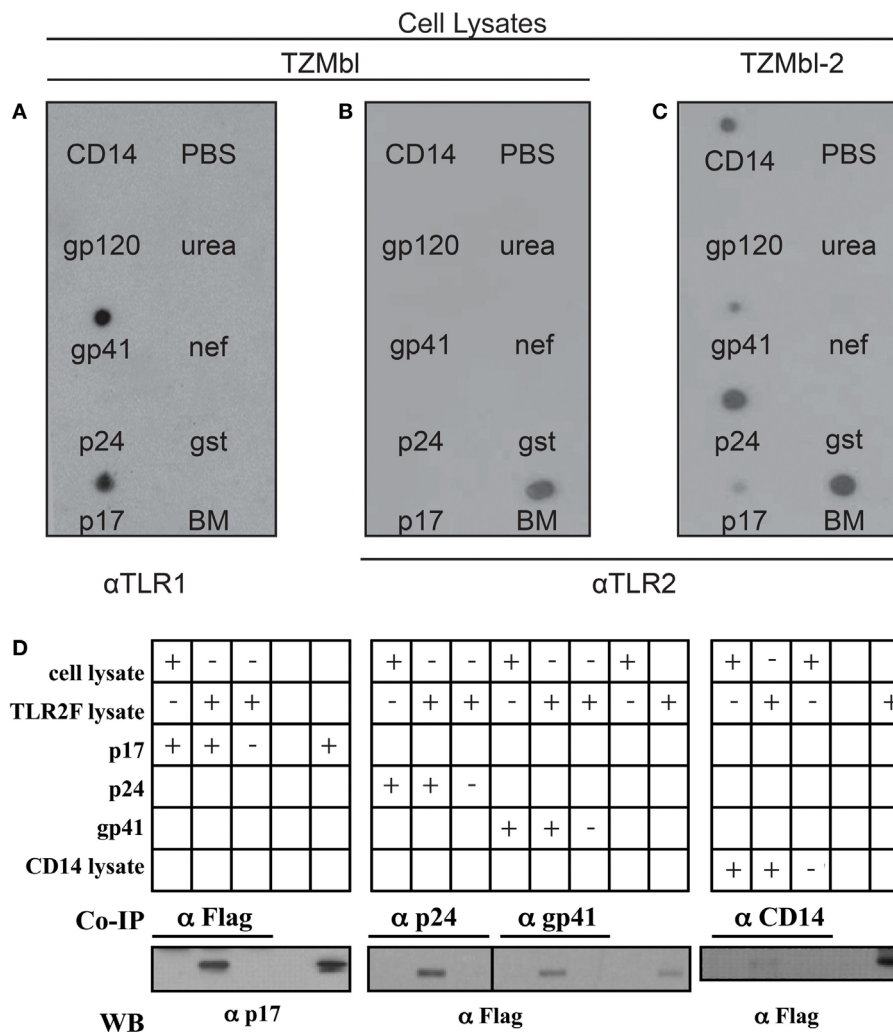 Cell Lysates
TZMbl TZMbl-2
A B C
CD14 PBS CD14 PBS CD14 PBS
gp120 urea gp120 urea gp120 urea
gp41 nef gp41 nef gp41 nef
p24 gst p24 gst p24 gst
p17 BM p17 BM p17 BM
αTLR1 αTLR2
D
cell lysate + - - + - - + - - + + - +
TLR2F lysate - + + - + + - + + - + - + - +
p17 + + - +
p24 + + -
gp41 + + -
CD14 lysate + + -
Co-IP α Flag α p24 α gp41 α CD14
WB α p17 α Flag α Flag